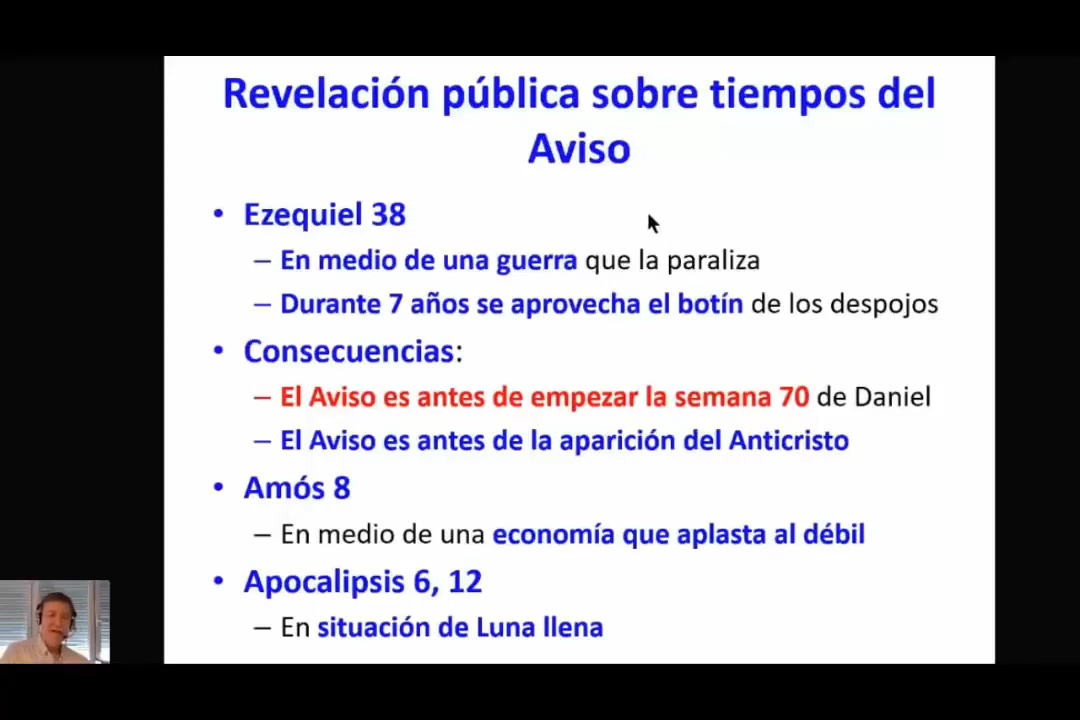 Revelación pública sobre tiempos del
Aviso
• Ezequiel 38
– En medio de una guerra que la paraliza
– Durante 7 años se aprovecha el botín de los despojos
• Consecuencias:
– El Aviso es antes de empezar la semana 70 de Daniel
– El Aviso es antes de la aparición del Anticristo
• Amós 8
– En medio de una economía que aplasta al débil
• Apocalipsis 6, 12
– En situación de Luna llena